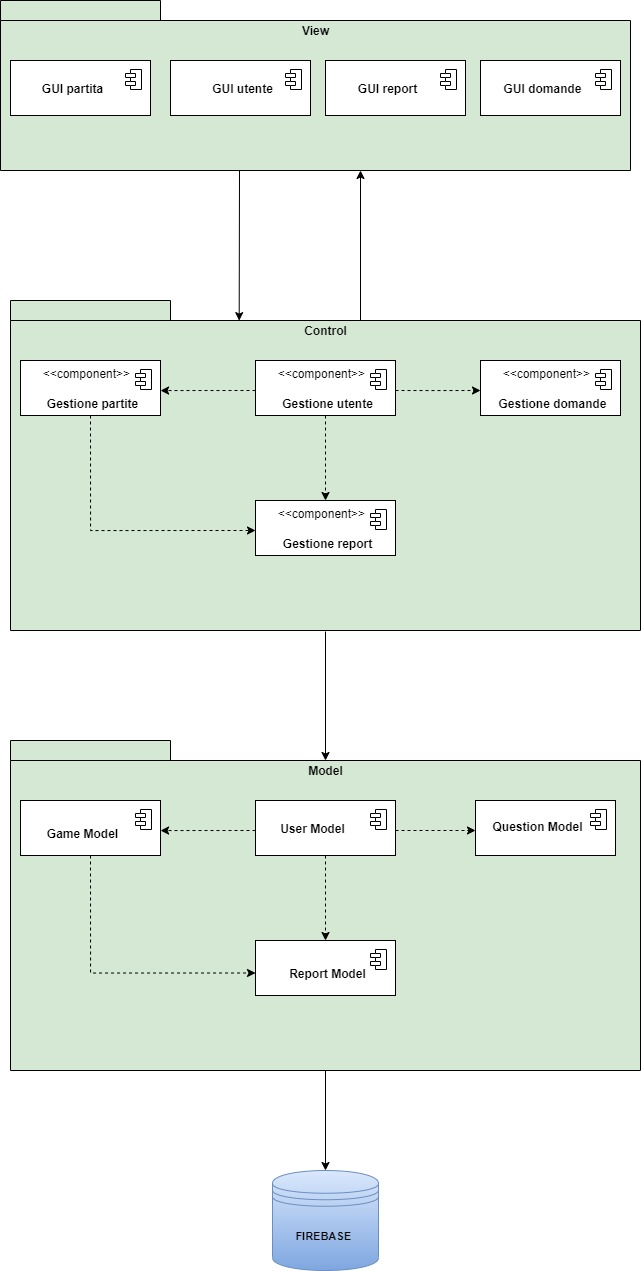 View
GUI partita
GUI utente
GUI report
GUI domande
Control
<<component>>
Gestione partite
<<component>>
Gestione utente
<<component>>
Gestione domande
<<component>>
Gestione report
Model
Game Model
User Model
Question Model
Report Model
FIREBASE